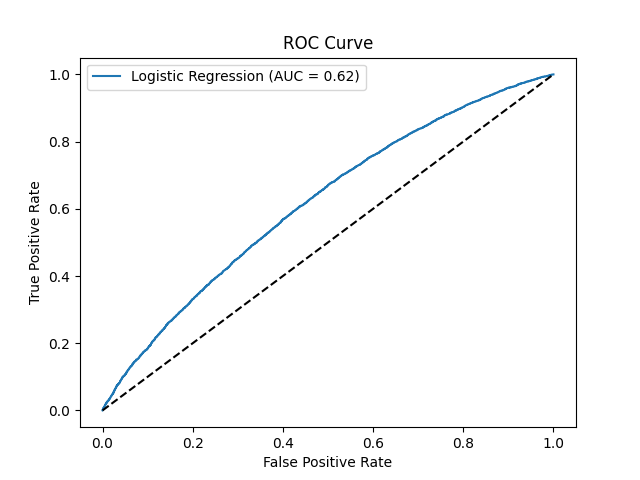 ROC Curve
Logistic Regression (AUC = 0.62)
1.0
0.8
0.6
0.4
0.2
0.0
True Positive Rate
0.0 0.2 0.4 0.6 0.8 1.0
False Positive Rate